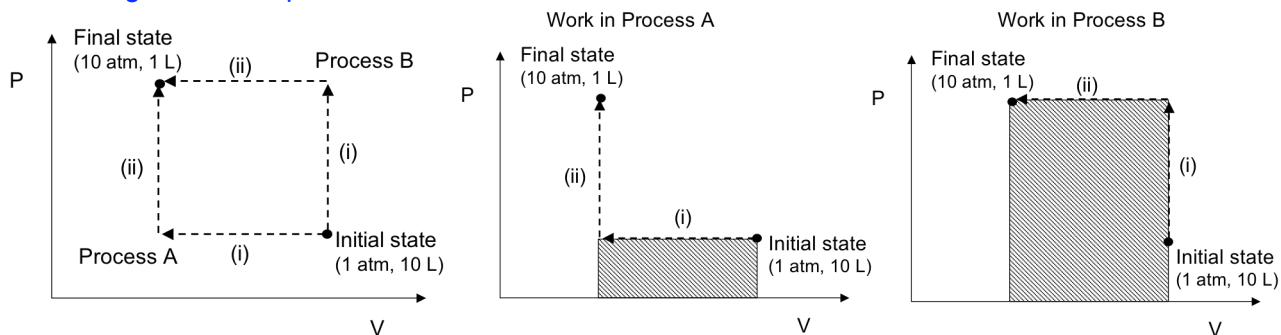 Final state
(10 atm, 1 L)
(ii)
Process B
P
(ii)
(i)
Process A
(i)
Initial state
(1 atm, 10 L)
V
Work in Process A
Final state
(10 atm, 1 L)
P
(ii)
(i)
Initial state
(1 atm, 10 L)
V
Work in Process B
Final state
(10 atm, 1 L)
(ii)
P
(i)
Initial state
(1 atm, 10 L)
V